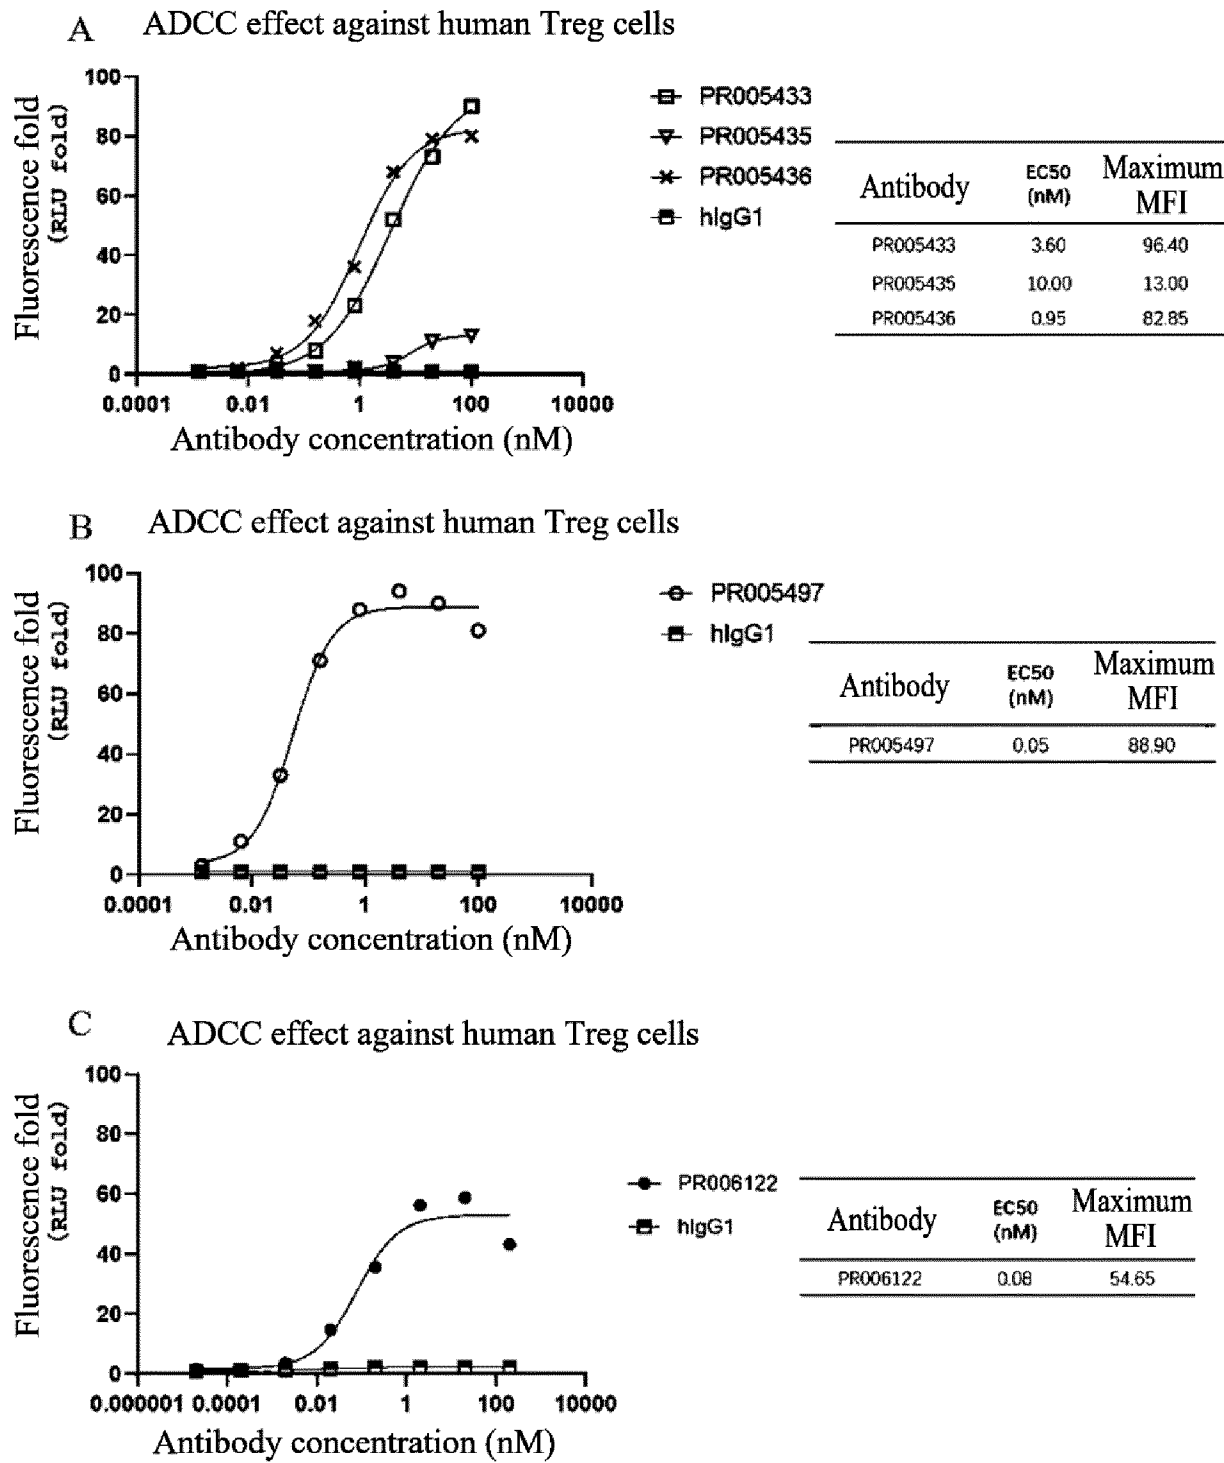 A ADCC effect against human Treg cells
Fluorescence fold
(RLU fold)
100
80
60
40
20
0
0.0001 0.01 1 100 10000
Antibody concentration (nM)
PR005433
PR005435
PR005436
hIgG1
Antibody EC50 (nM) Maximum MFI
PR005433 3.60 96.40
PR005435 10.00 13.00
PR005436 0.95 82.85
B ADCC effect against human Treg cells
Fluorescence fold
(RLU fold)
100
80
60
40
20
0
0.0001 0.01 1 100 10000
Antibody concentration (nM)
PR005497
hIgG1
Antibody EC50 (nM) Maximum MFI
PR005497 0.05 88.90
C ADCC effect against human Treg cells
Fluorescence fold
(RLU fold)
100
80
60
40
20
0
0.000001 0.0001 0.01 1 100 10000
Antibody concentration (nM)
PR006122
hIgG1
Antibody EC50 (nM) Maximum MFI
PR006122 0.08 54.65